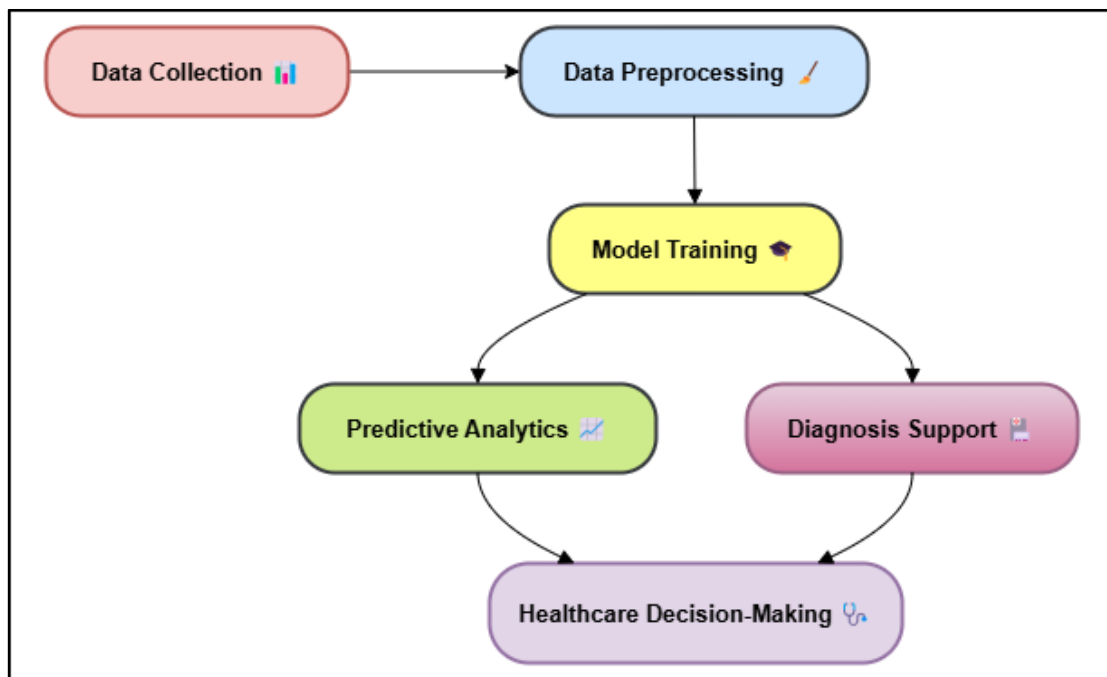 Data Collection 📊
Data Preprocessing 🧹
Model Training 🎓
Predictive Analytics 📈
Diagnosis Support 💾
Healthcare Decision-Making 🩺